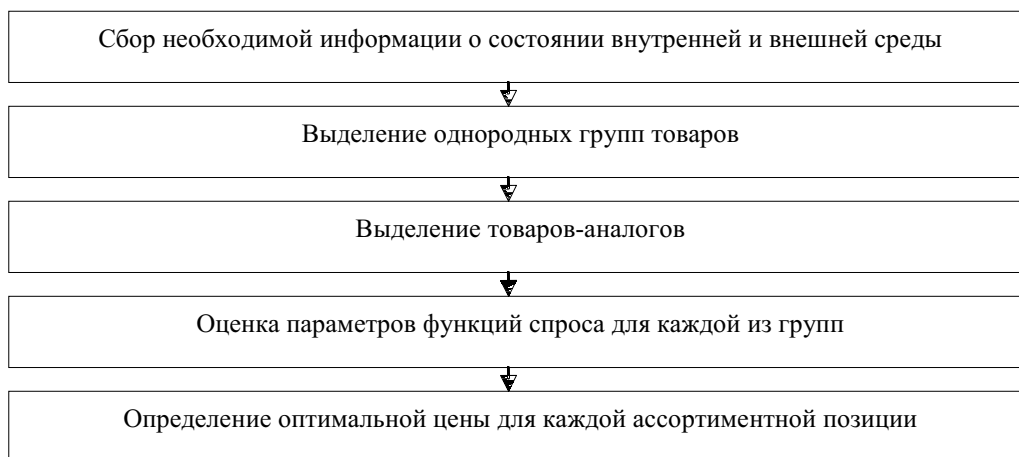 Сбор необходимой информации о состоянии внутренней и внешней среды
Выделение однородных групп товаров
Выделение товаров-аналогов
Оценка параметров функций спроса для каждой из групп
Определение оптимальной цены для каждой ассортиментной позиции